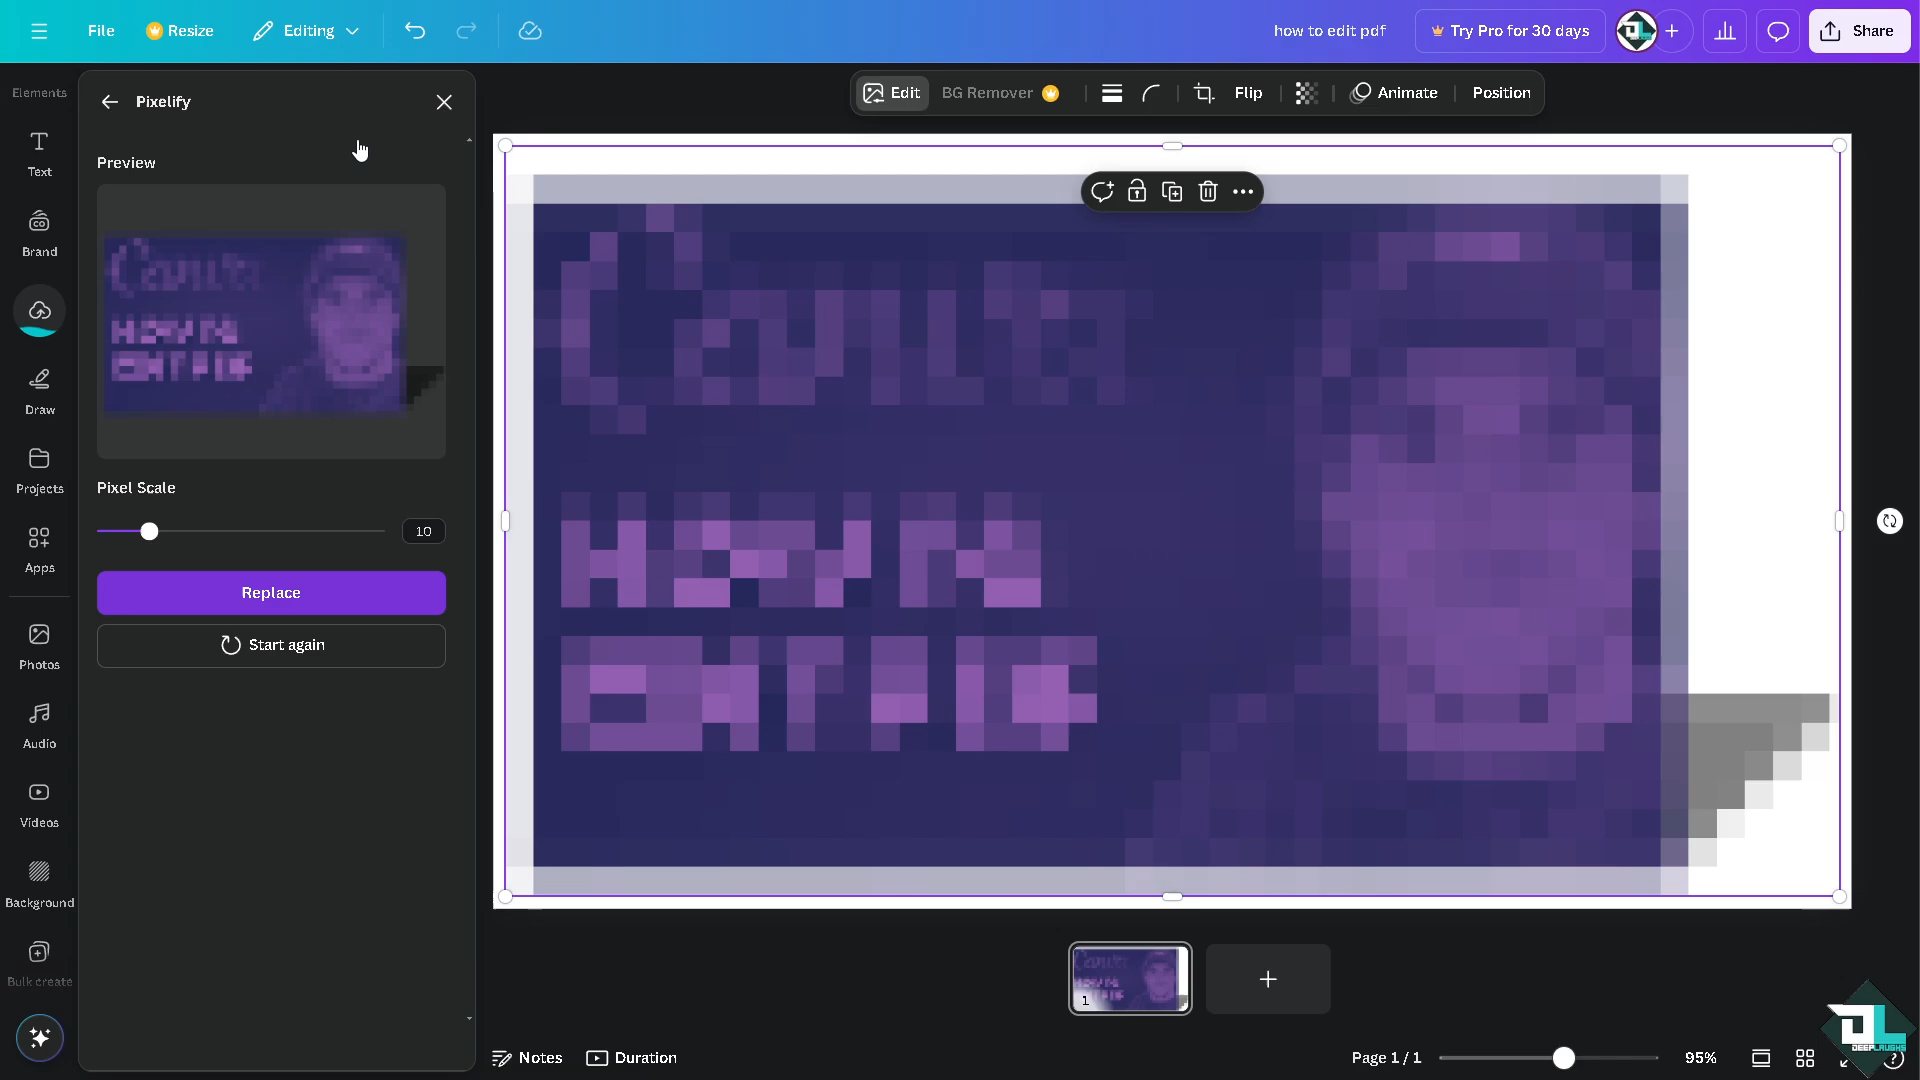 File
Resize
Editing
how to edit pdf
Try Pro for 30 days
Share
Elements
Text
Brand
Draw
Projects
Apps
Photos
Audio
Videos
Background
Bulk create
Pixelify
Preview
Pixel Scale
10
Replace
Start again
Edit
BG Remover
Flip
Animate
Position
1
Notes
Duration
Page 1 / 1
95%
DEEPLAUGHS